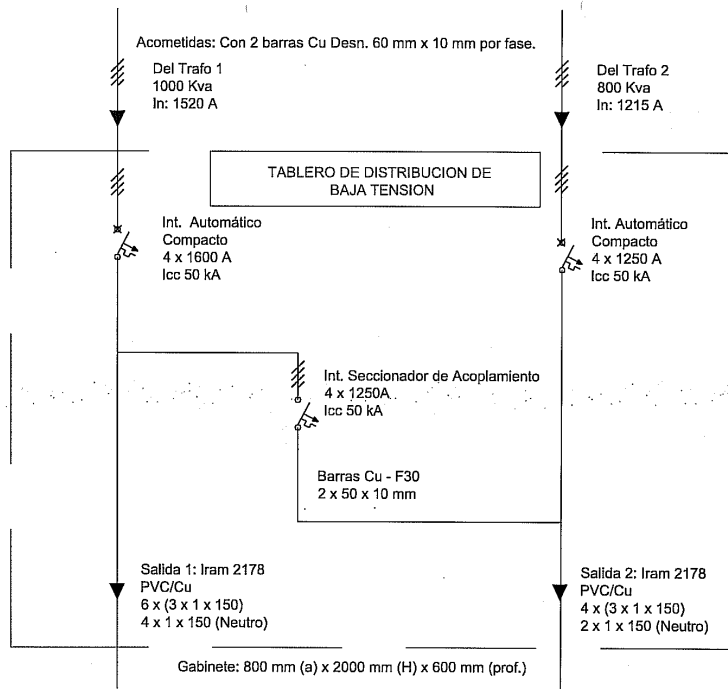 Acometidas: Con 2 barras Cu Desn. 60 mm x 10 mm por fase.
Del Trafo 1
1000 Kva
In: 1520 A
Del Trafo 2
800 Kva
In: 1215 A
TABLERO DE DISTRIBUCION DE
BAJA TENSION
Int. Automático
Compacto
4 x 1600 A
Icc 50 kA
Int. Automático
Compacto
4 x 1250 A
Icc 50 kA
Int. Seccionador de Acoplamiento
4 x 1250A
Icc 50 kA
Barras Cu - F30
2 x 50 x 10 mm
Salida 1: Iram 2178
PVC/Cu
6 x (3 x 1 x 150)
4 x 1 x 150 (Neutro)
Salida 2: Iram 2178
PVC/Cu
4 x (3 x 1 x 150)
2 x 1 x 150 (Neutro)
Gabinete: 800 mm (a) x 2000 mm (H) x 600 mm (prof.)